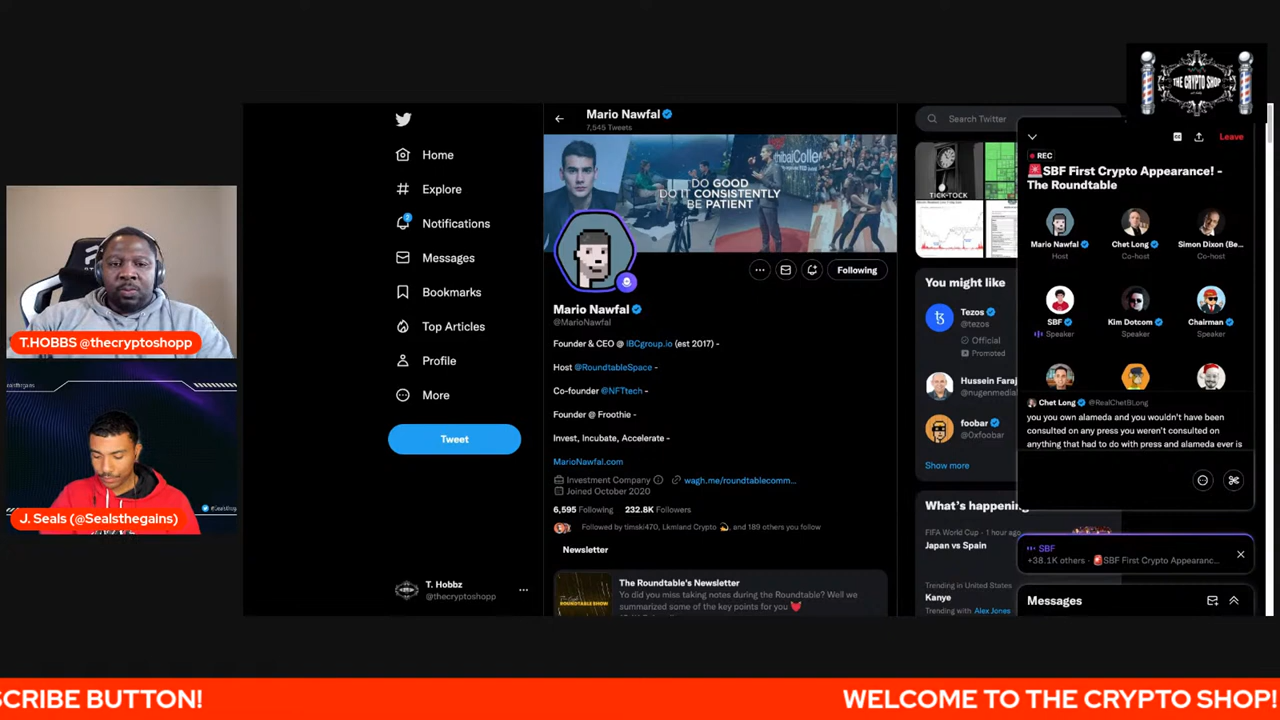 THE CRYPTO SHOP
T.HOBBS @thecryptoshopp
J. Seals (@Sealsthegains)
Home
Explore
2
Notifications
Messages
Bookmarks
Top Articles
Profile
More
Tweet
T. Hobbz
@thecryptoshopp
Mario Nawfal
7,545 Tweets
DO GOOD
DO IT CONSISTENTLY
BE PATIENT
Following
Mario Nawfal
@MarioNawfal
Founder & CEO @ IBCgroup.io (est 2017) -
Host @RoundtableSpace -
Co-founder @NFTtech -
Founder @ Froothie -
Invest, Incubate, Accelerate -
MarioNawfal.com
Investment Company
wagh.me/roundtablecomm...
Joined October 2020
6,595 Following 232.8K Followers
Followed by timski470, Lkmland Crypto, and 189 others you follow
Newsletter
ROUNDTABLE SHOW
The Roundtable's Newsletter
Yo did you miss taking notes during the Roundtable? Well we
summarized some of the key points for you
Search Twitter
TICK-TOCK
You might like
Tezos
@tezos
Official
Promoted
Hussein Faraj
@nugenmedia
foobar
@0xfoobar
Show more
What's happening
FIFA World Cup · 1 hour ago
Japan vs Spain
Trending in United States
Kanye
Trending with Alex Jones
Leave
REC
SBF First Crypto Appearance! -
The Roundtable
Mario Nawfal
Host
Chet Long
Co-host
Simon Dixon (Be...
Co-host
SBF
Speaker
Kim Dotcom
Speaker
Chairman
Speaker
Chet Long @RealChetBLong
you you own alameda and you wouldn't have been
consulted on any press you weren't consulted on
anything that had to do with press and alameda ever is
SBF
+38.1K others · SBF First Crypto Appearanc...
Messages
SCRIBE BUTTON!
WELCOME TO THE CRYPTO SHOP!